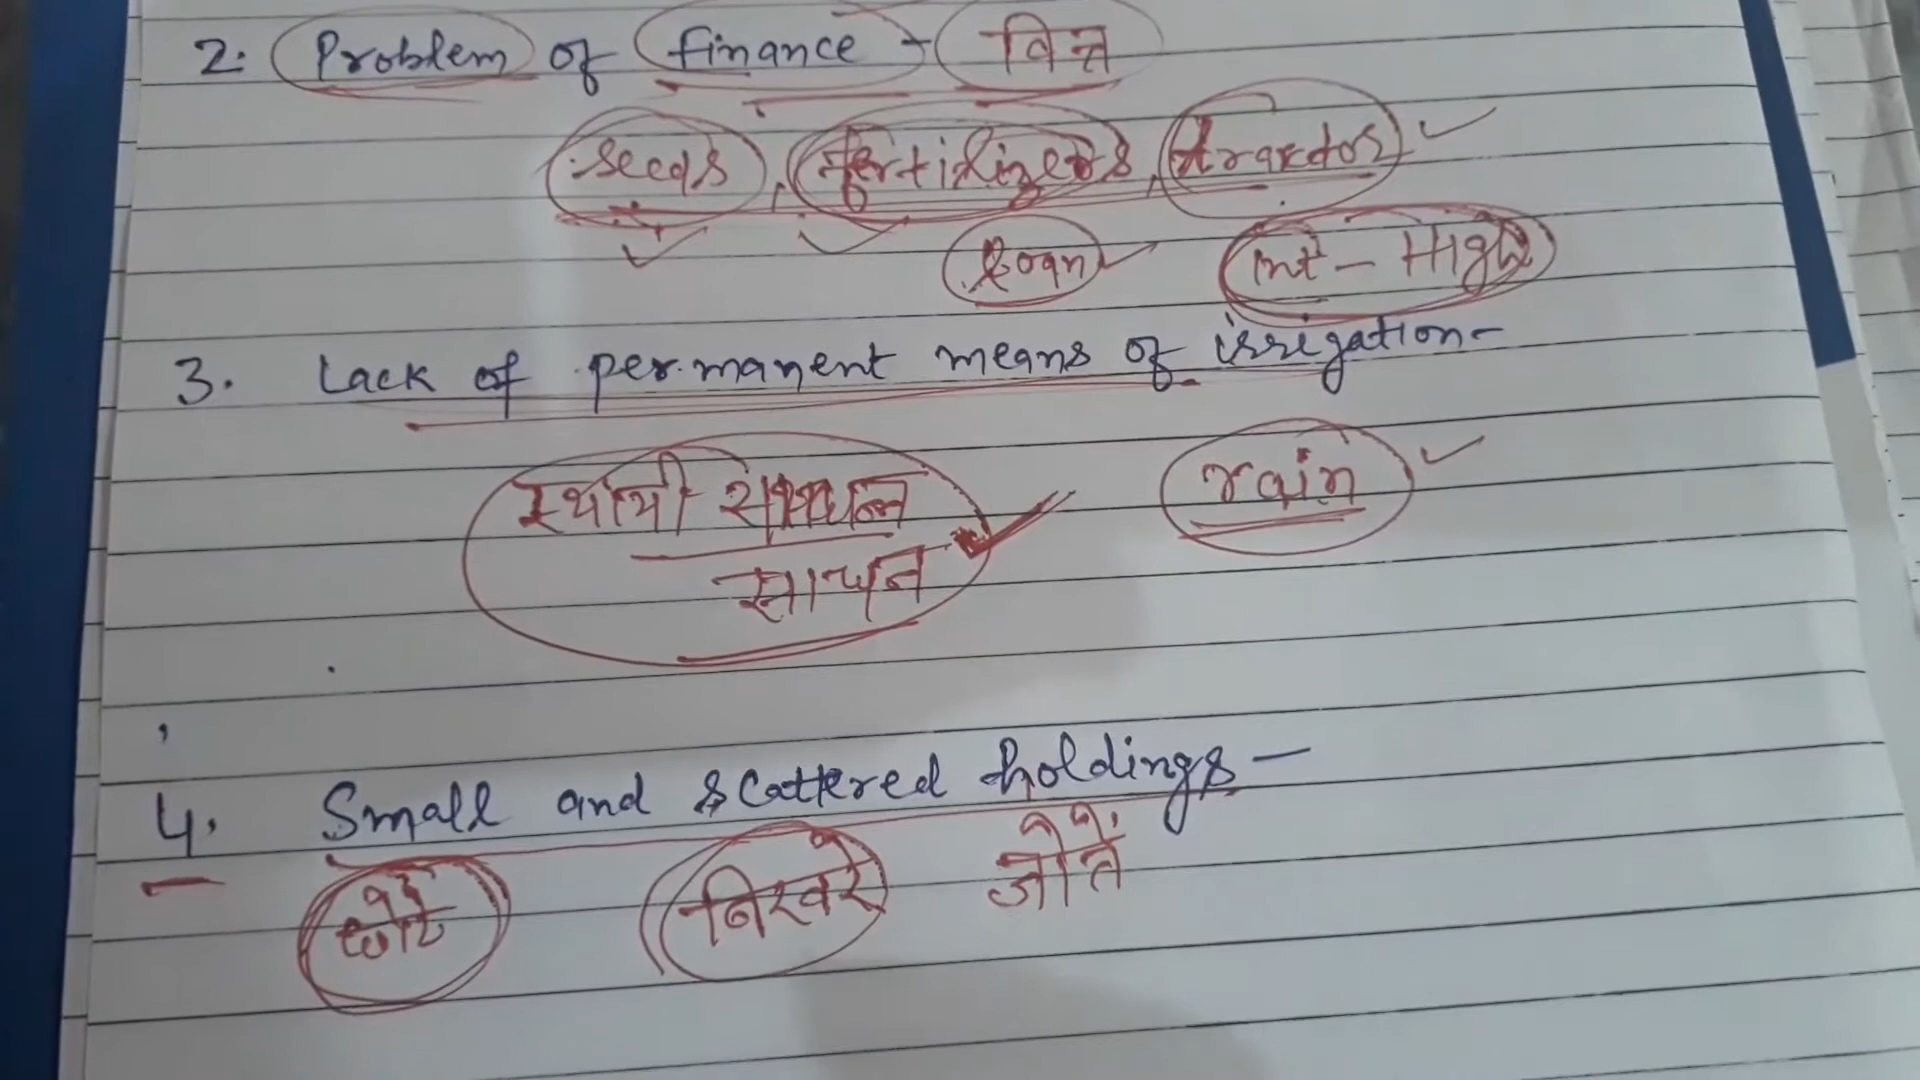 2. Problem of finance - वित्त
seeds, fertilizers, tractor
loan int - High
3. Lack of permanent means of irrigation-
स्थायी rain
साधन
4. Small and scattered holdings-
छोटे बिखरे जोतें